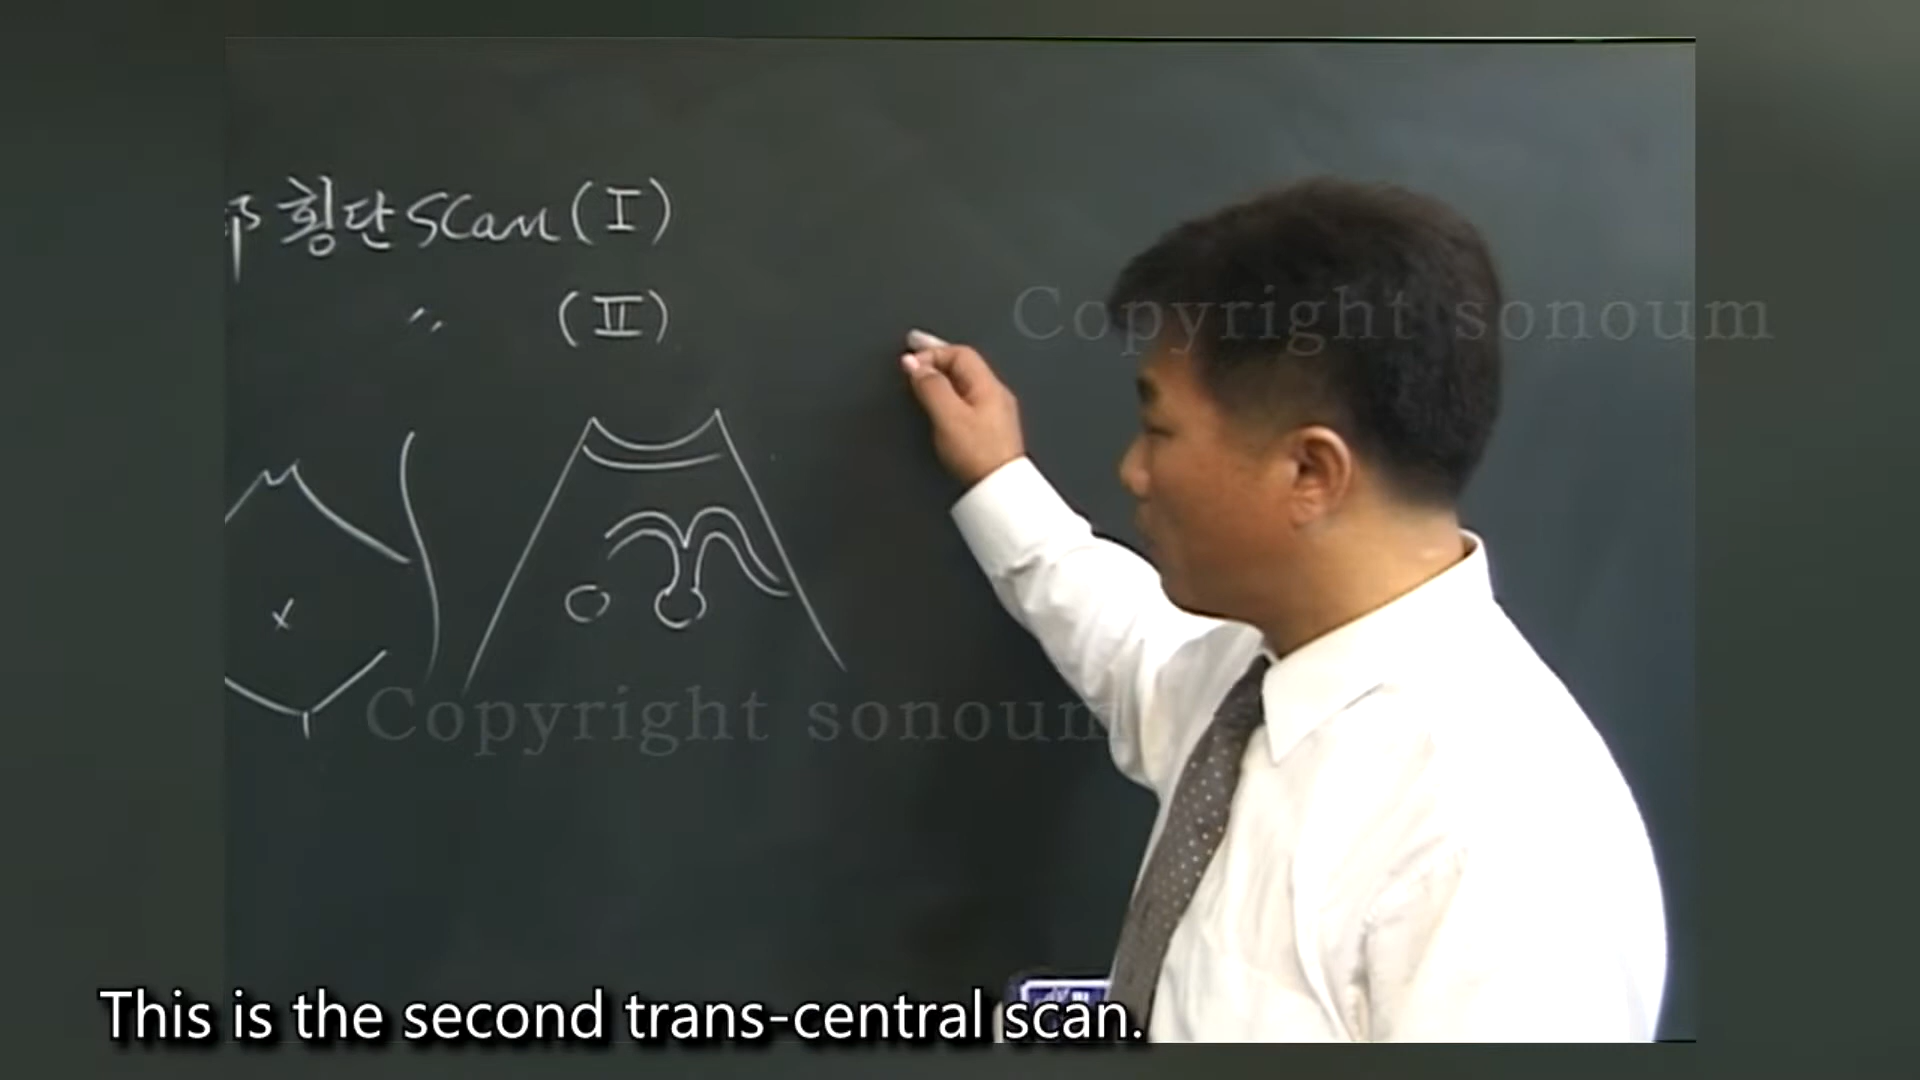 횡단 Scan (I)
〃 (II)
x
Copyright sonoum
Copyright sonoum
This is the second trans-central scan.